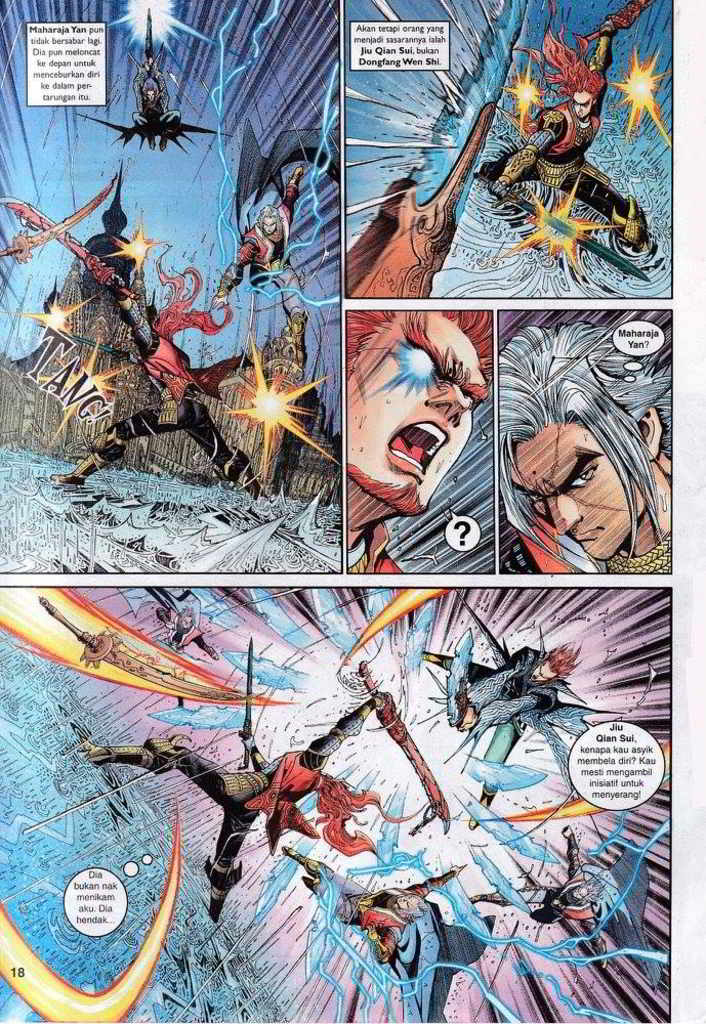 Maharaja Yan pun
tidak bersabar lagi.
Dia pun meloncat
ke depan untuk
menceburkan diri
ke dalam per-
tarungan itu.
Akan tetapi orang yang
menjadi sasarannya ialah
Jiu Qian Sui, bukan
Dongfang Wen Shi.
TANG!
?
Maharaja
Yan?
Jiu
Qian Sui,
kenapa kau asyik
membela diri? Kau
mesti mengambil
inisiatif untuk
menyerang!
Dia
bukan nak
menikam
aku. Dia
hendak...
18